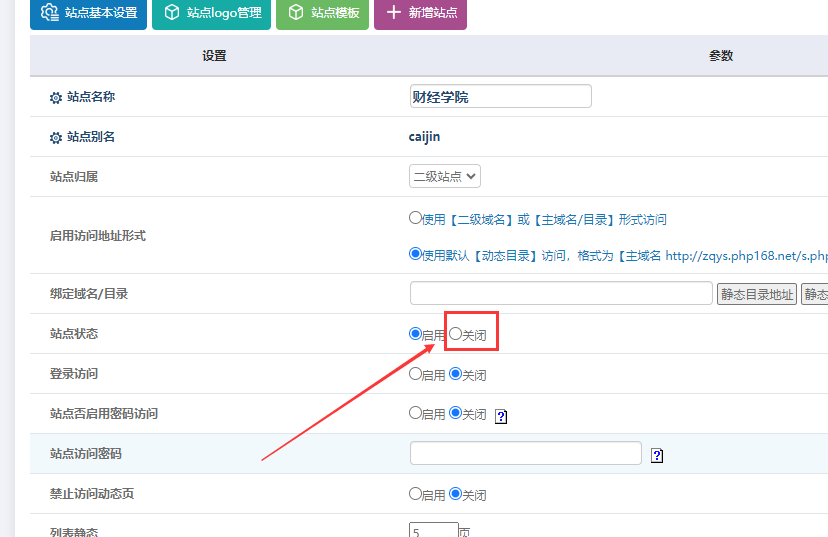 站点基本设置 站点logo管理 站点模板 新增站点
设置 参数
站点名称 财经学院
站点别名 caijin
站点归属 二级站点
启用访问地址形式
使用【二级域名】或【主域名/目录】形式访问
使用默认【动态目录】访问，格式为【主域名 http://zqys.php168.net/s.php
绑定域名/目录 静态目录地址 静态
站点状态 启用 关闭
登录访问 启用 关闭
站点否启用密码访问 启用 关闭 ?
站点访问密码 ?
禁止访问动态页 启用 关闭
列表静态 5 页